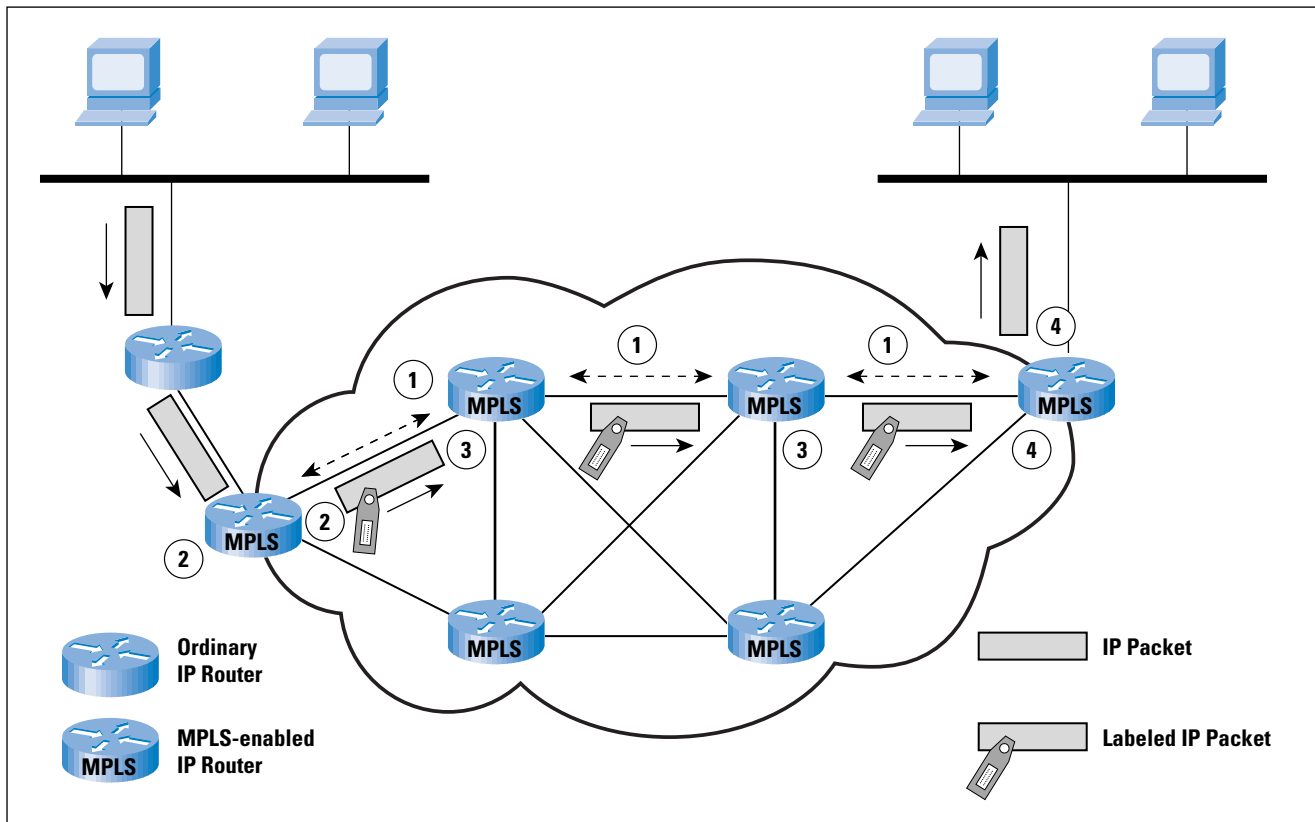 4
1
1
1
MPLS
MPLS
MPLS
3
3
4
2
MPLS
2
MPLS
MPLS
Ordinary
IP Router
IP Packet
MPLS-enabled
IP Router
MPLS
Labeled IP Packet